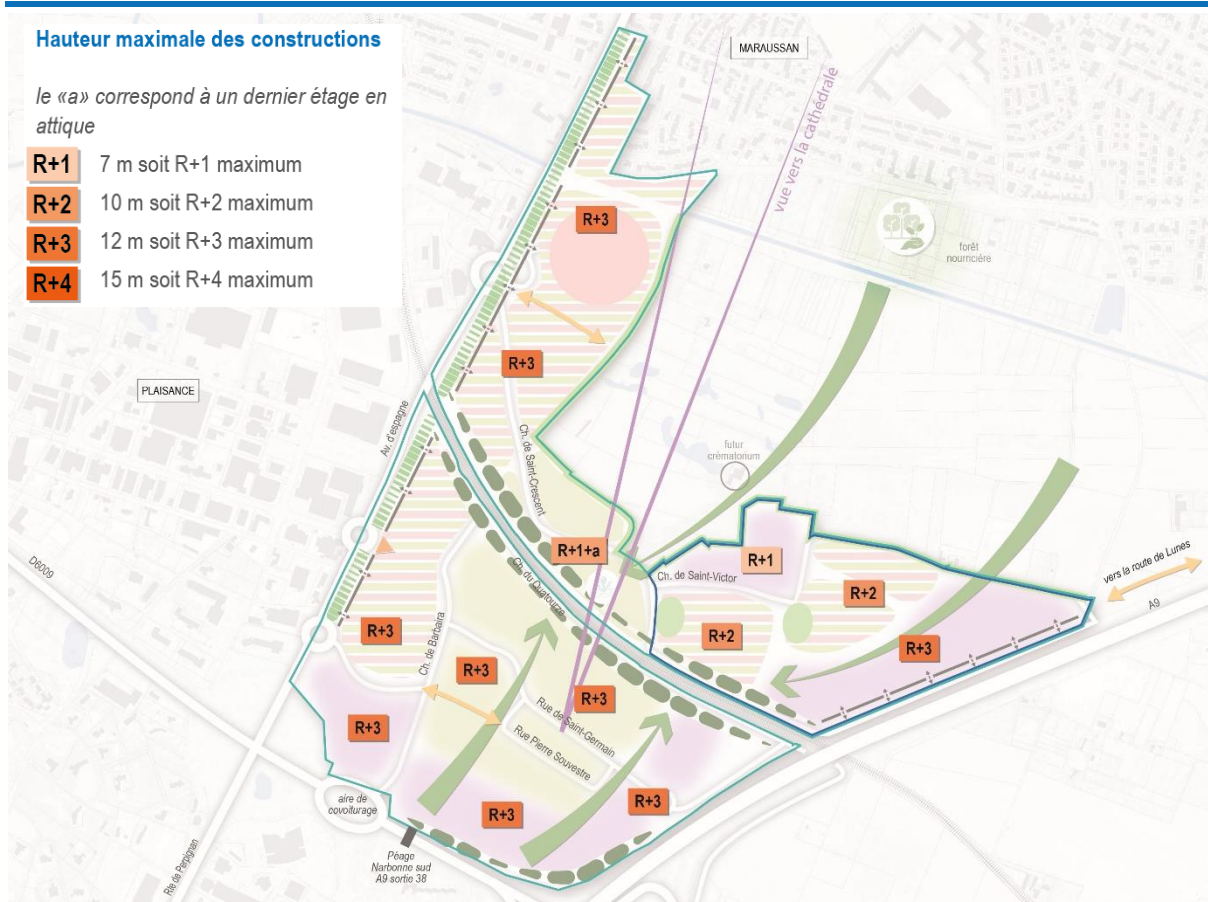 Hauteur maximale des constructions
le «a» correspond à un dernier étage en
attique
R+1 7 m soit R+1 maximum
R+2 10 m soit R+2 maximum
R+3 12 m soit R+3 maximum
R+4 15 m soit R+4 maximum
MARAUSSAN
vue vers la cathédrale
R+3
forêt
nourricière
R+3
PLAISANCE
Av. d'espagne
Ch. de Saint-Crescent
futur
crématorium
R+1+a
R+1
Ch. de Saint-Victor
vers la route de Lunes
A9
D6009
Ch. du Quatourze
R+2
R+2
R+3
Ch. de Barbaira
R+3
R+3
R+3
Rue de Saint-Germain
Rue Pierre Souvestre
R+3
R+3
R+3
aire de
covoiturage
Péage
Narbonne sud
A9 sortie 38
Rte de Perpignan